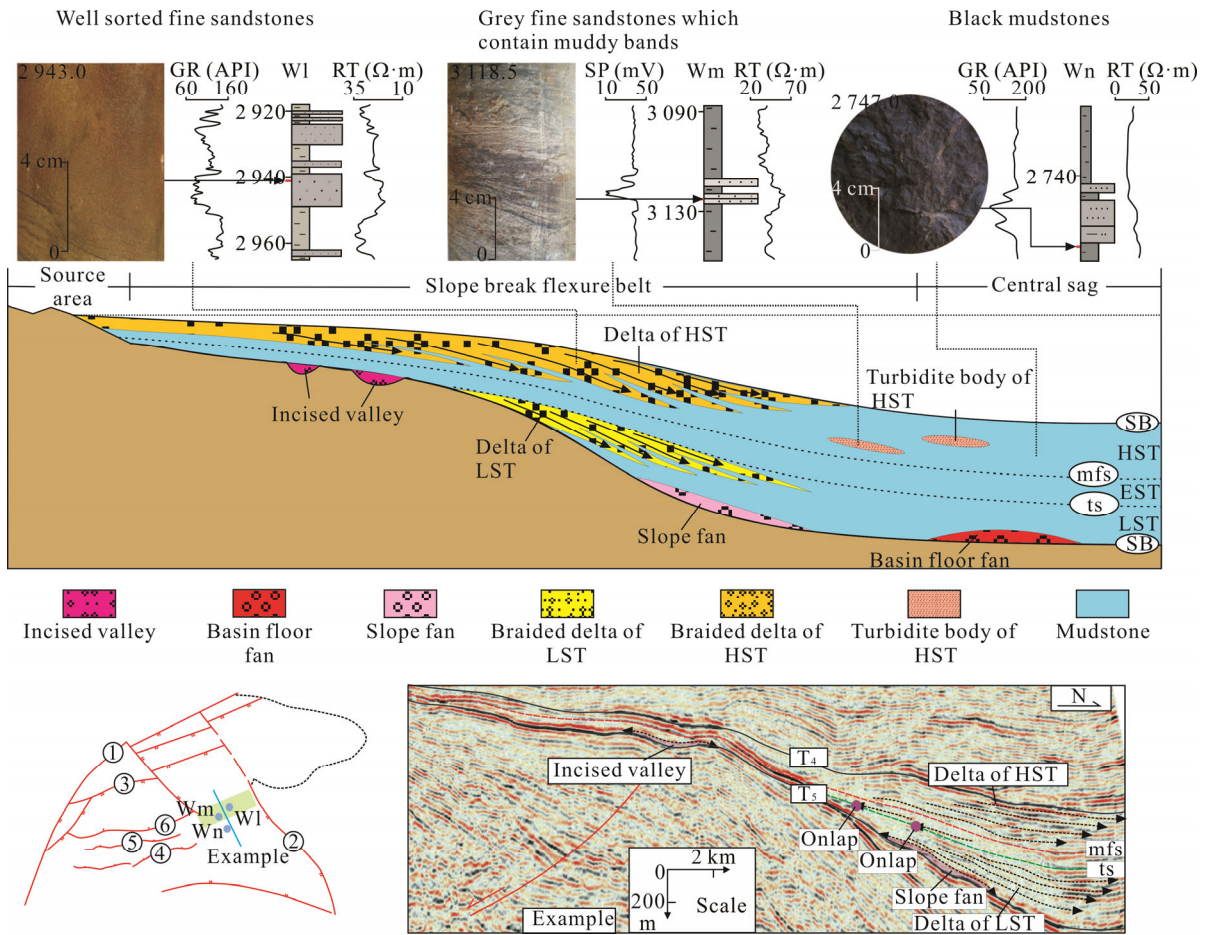 Well sorted fine sandstones
Grey fine sandstones which
contain muddy bands
Black mudstones
2 943.0
4 cm
0
GR (API)
60 160
Wl
RT (Ω·m)
35 10
2 920
2 940
2 960
3 118.5
4 cm
0
SP (mV)
10 50
Wm
RT (Ω·m)
20 70
3 090
3 130
2 747.0
4 cm
0
GR (API)
50 200
Wn
RT (Ω·m)
0 50
2 740
Source
area
Slope break flexure belt
Central sag
Delta of HST
Turbidite body of
HST
Incised valley
Delta of
LST
Slope fan
Basin floor fan
SB
HST
mfs
EST
ts
LST
SB
Incised valley
Basin floor
fan
Slope fan
Braided delta of
LST
Braided delta of
HST
Turbidite body of
HST
Mudstone
①
③
⑥
⑤
④
②
Wm
Wl
Wn
Example
N
T4
T5
Incised valley
Delta of HST
Onlap
Onlap
mfs
ts
Slope fan
Delta of LST
0 2 km
200
m
Scale
Example